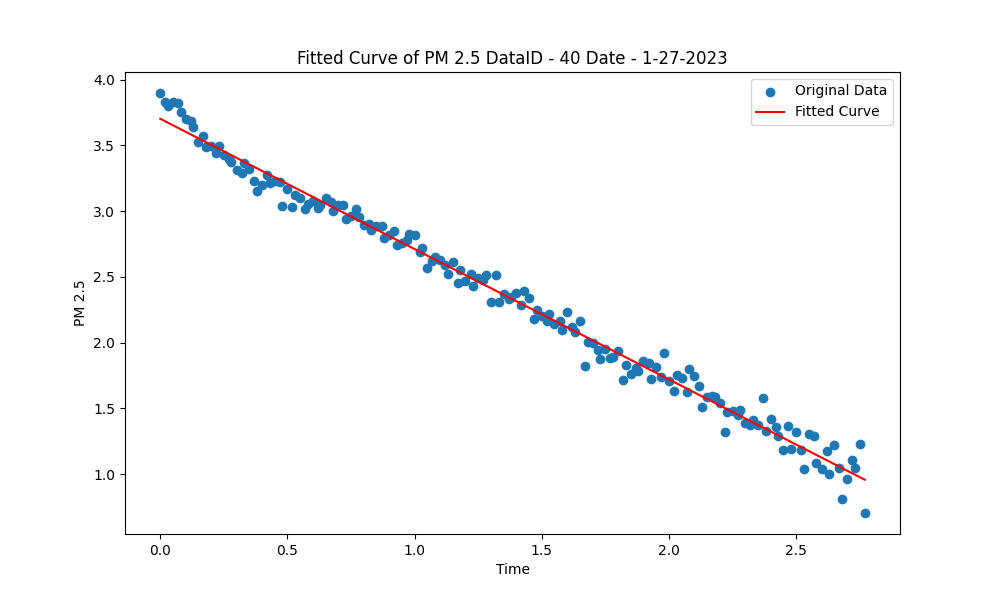 Fitted Curve of PM 2.5 DataID - 40 Date - 1-27-2023
Original Data
Fitted Curve
4.0
3.5
3.0
2.5
2.0
1.5
1.0
PM 2.5
0.0 0.5 1.0 1.5 2.0 2.5
Time